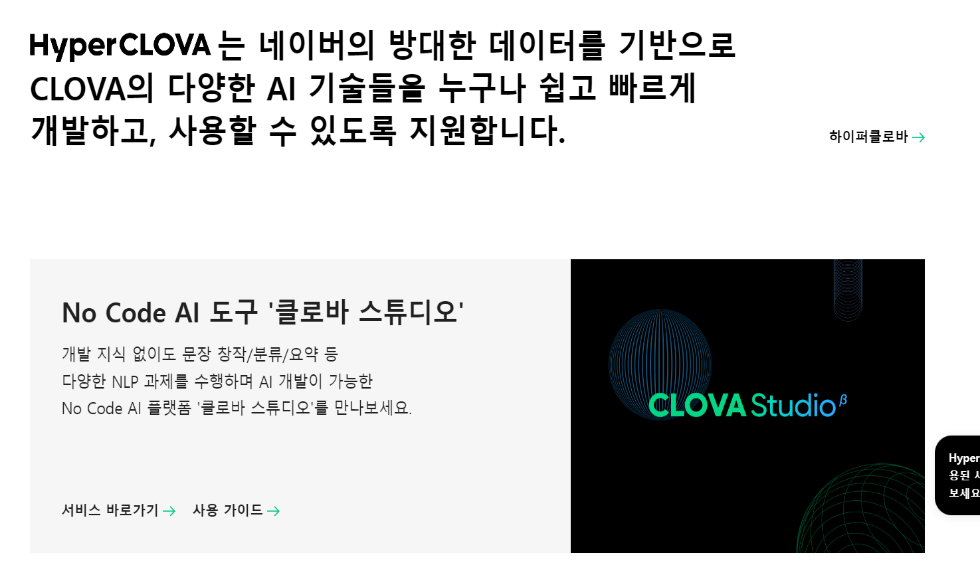 HyperCLOVA 는 네이버의 방대한 데이터를 기반으로
CLOVA의 다양한 AI 기술들을 누구나 쉽고 빠르게
개발하고, 사용할 수 있도록 지원합니다.
하이퍼클로바 →
No Code AI 도구 '클로바 스튜디오'
개발 지식 없이도 문장 창작/분류/요약 등
다양한 NLP 과제를 수행하며 AI 개발이 가능한
No Code AI 플랫폼 '클로바 스튜디오'를 만나보세요.
서비스 바로가기 → 사용 가이드 →
CLOVA Studio β
Hyper
용된
보세요